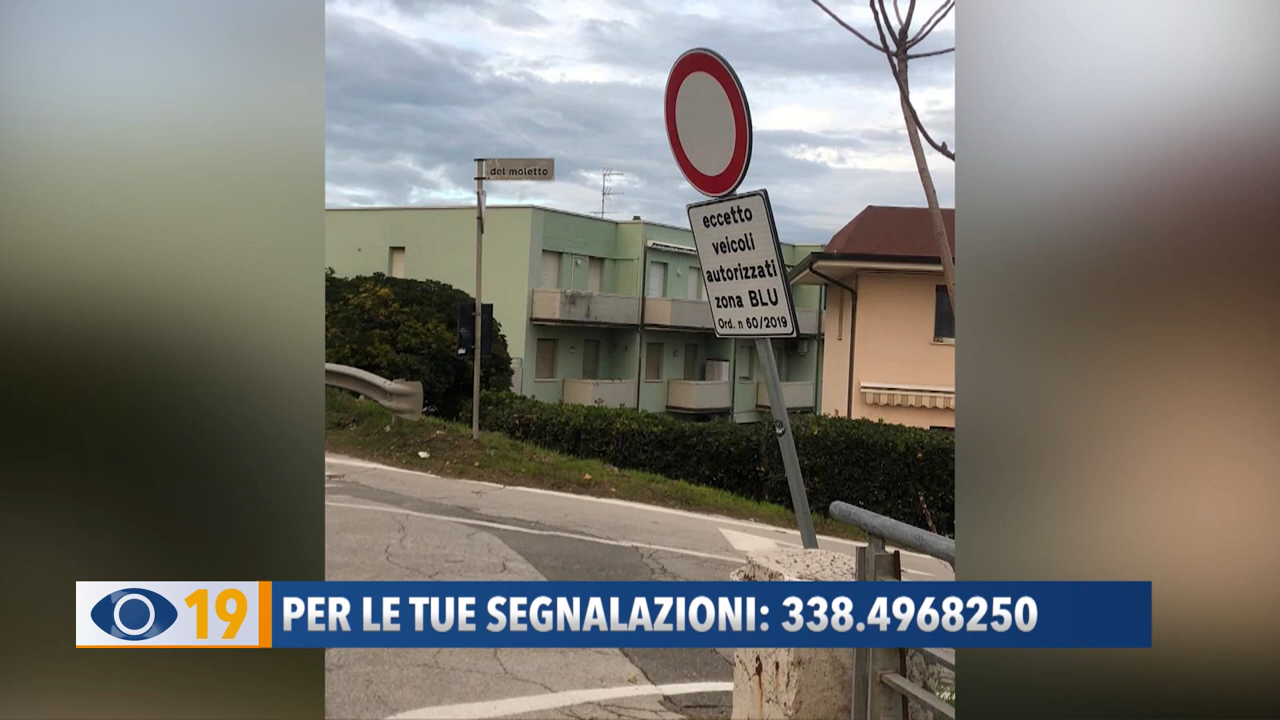 del moletto
eccetto
veicoli
autorizzati
zona BLU
Ord. n 60/2019
19 PER LE TUE SEGNALAZIONI: 338.4968250